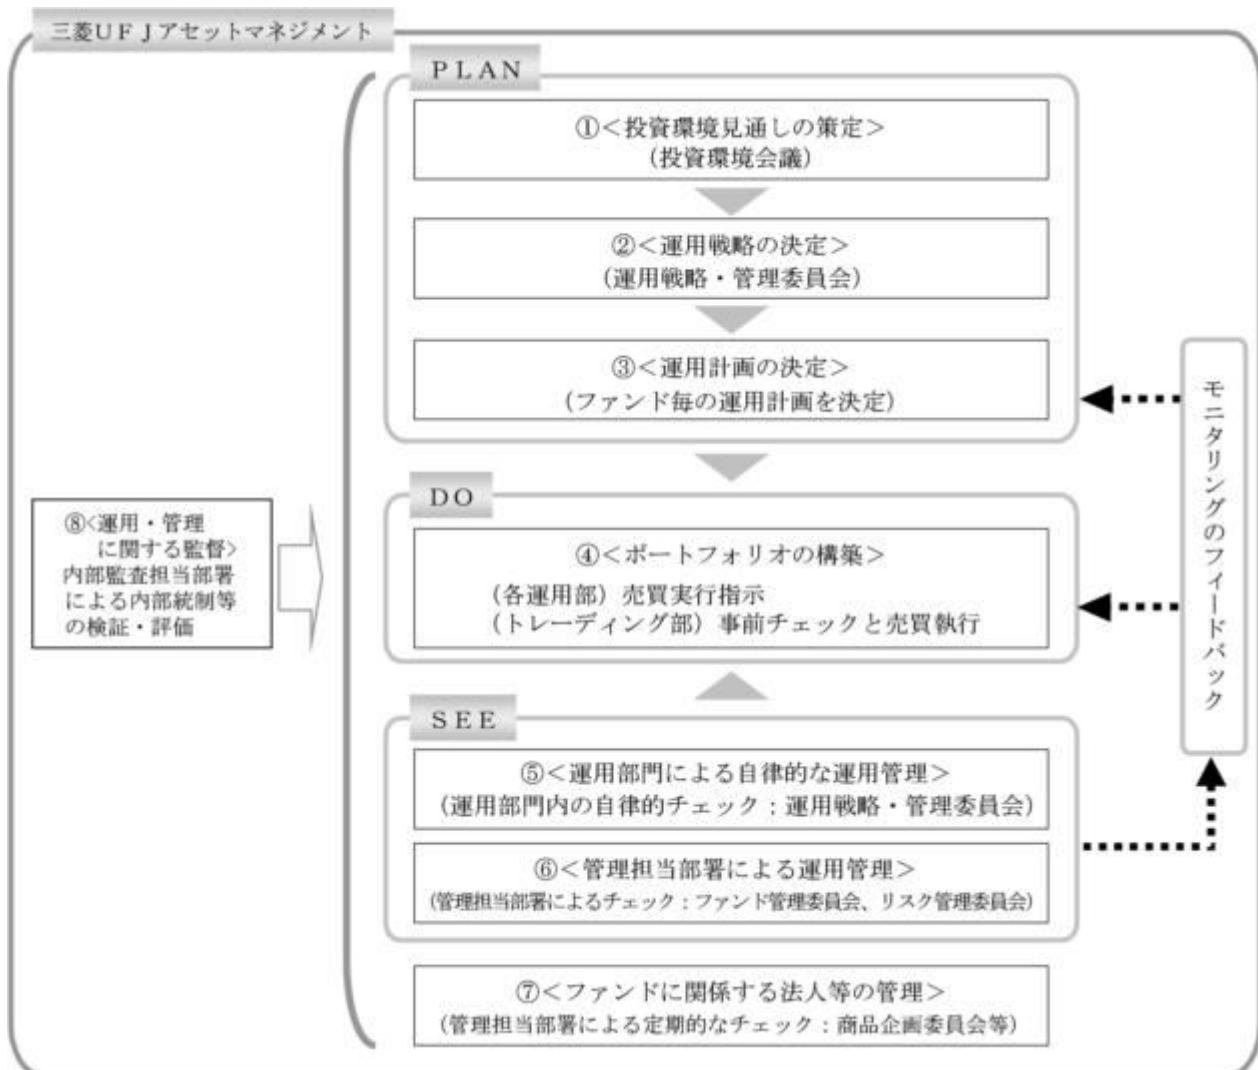 三菱ＵＦＪアセットマネジメント
ＰＬＡＮ
①＜投資環境見通しの策定＞
（投資環境会議）
②＜運用戦略の決定＞
（運用戦略・管理委員会）
③＜運用計画の決定＞
（ファンド毎の運用計画を決定）
ＤＯ
④＜ポートフォリオの構築＞
（各運用部）売買実行指示
（トレーディング部）事前チェックと売買執行
ＳＥＥ
⑤＜運用部門による自律的な運用管理＞
（運用部門内の自律的チェック：運用戦略・管理委員会）
⑥＜管理担当部署による運用管理＞
（管理担当部署によるチェック：ファンド管理委員会、リスク管理委員会）
⑦＜ファンドに関係する法人等の管理＞
（管理担当部署による定期的なチェック：商品企画委員会等）
⑧<運用・管理
に関する監督>
内部監査担当部署
による内部統制等
の検証・評価
モニタリングのフィードバック